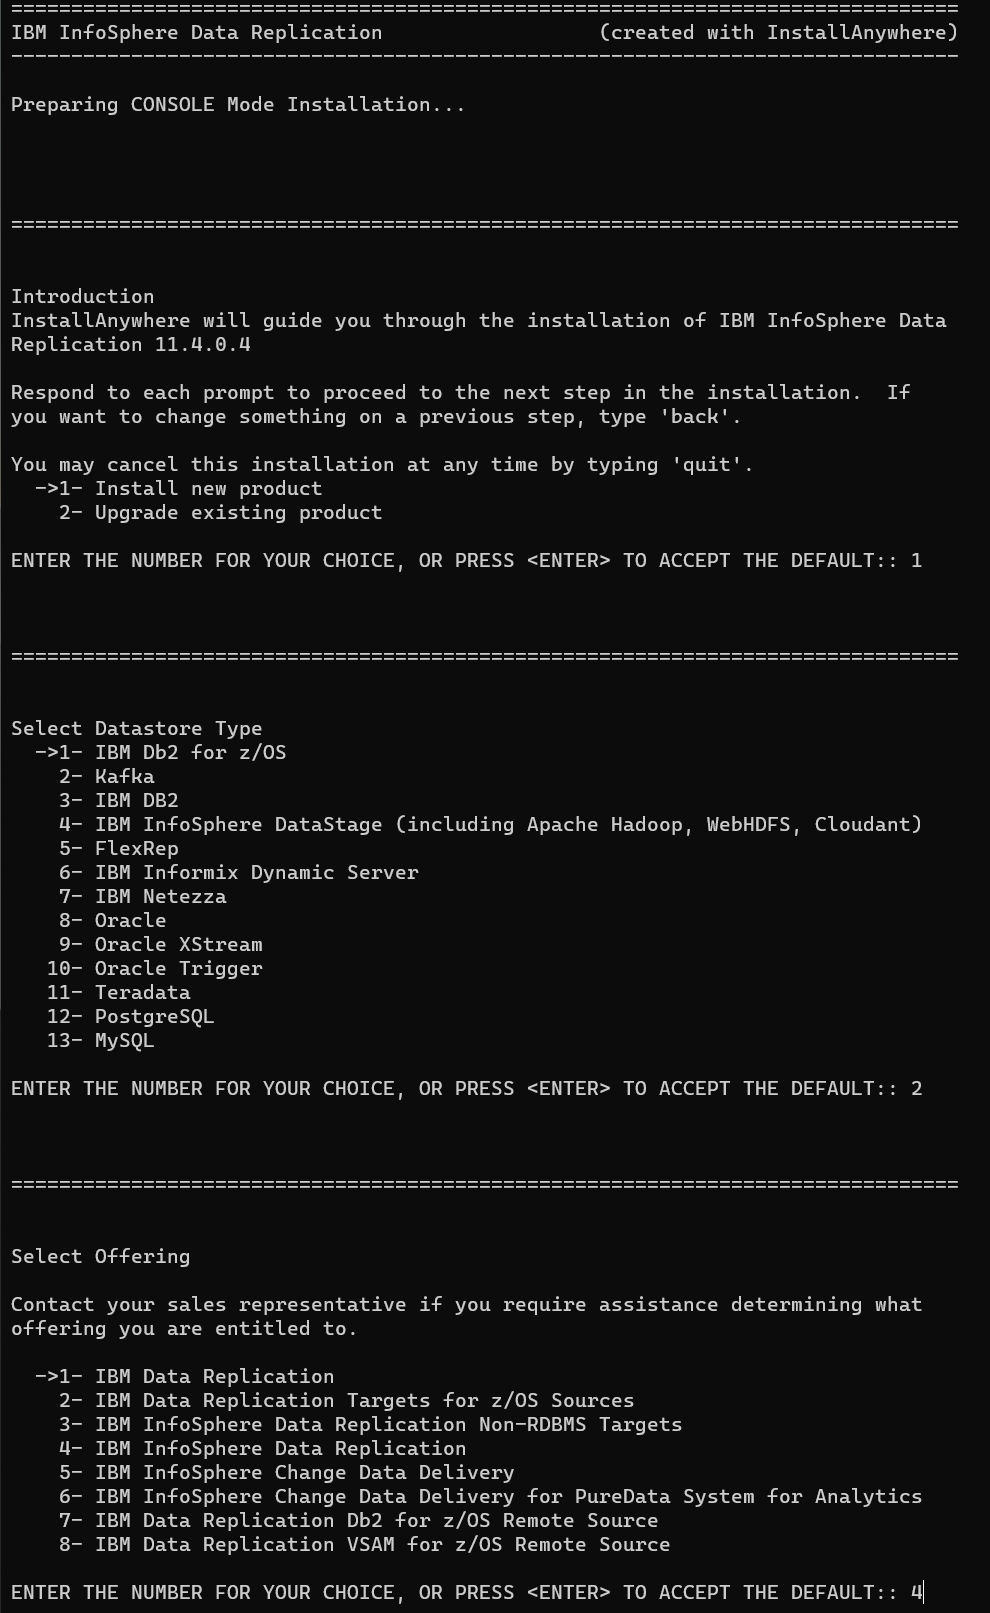 ===============================================================================
IBM InfoSphere Data Replication                  (created with InstallAnywhere)
-------------------------------------------------------------------------------
Preparing CONSOLE Mode Installation...
===============================================================================
Introduction
InstallAnywhere will guide you through the installation of IBM InfoSphere Data
Replication 11.4.0.4
Respond to each prompt to proceed to the next step in the installation.  If
you want to change something on a previous step, type 'back'.
You may cancel this installation at any time by typing 'quit'.
  ->1- Install new product
    2- Upgrade existing product
ENTER THE NUMBER FOR YOUR CHOICE, OR PRESS <ENTER> TO ACCEPT THE DEFAULT:: 1
===============================================================================
Select Datastore Type
  ->1- IBM Db2 for z/OS
    2- Kafka
    3- IBM DB2
    4- IBM InfoSphere DataStage (including Apache Hadoop, WebHDFS, Cloudant)
    5- FlexRep
    6- IBM Informix Dynamic Server
    7- IBM Netezza
    8- Oracle
    9- Oracle XStream
   10- Oracle Trigger
   11- Teradata
   12- PostgreSQL
   13- MySQL
ENTER THE NUMBER FOR YOUR CHOICE, OR PRESS <ENTER> TO ACCEPT THE DEFAULT:: 2
===============================================================================
Select Offering
Contact your sales representative if you require assistance determining what
offering you are entitled to.
  ->1- IBM Data Replication
    2- IBM Data Replication Targets for z/OS Sources
    3- IBM InfoSphere Data Replication Non-RDBMS Targets
    4- IBM InfoSphere Data Replication
    5- IBM InfoSphere Change Data Delivery
    6- IBM InfoSphere Change Data Delivery for PureData System for Analytics
    7- IBM Data Replication Db2 for z/OS Remote Source
    8- IBM Data Replication VSAM for z/OS Remote Source
ENTER THE NUMBER FOR YOUR CHOICE, OR PRESS <ENTER> TO ACCEPT THE DEFAULT:: 4